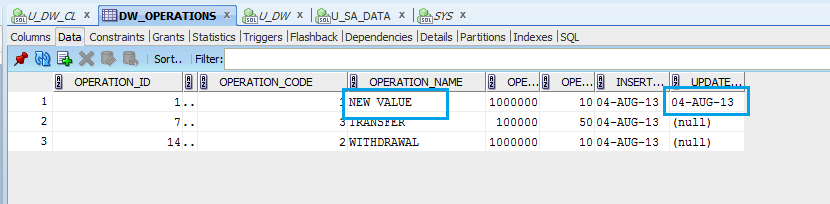 U_DW_CL x DW_OPERATIONS x U_DW x U_SA_DATA x SYS x
Columns Data Constraints Grants Statistics Triggers Flashback Dependencies Details Partitions Indexes SQL
Sort.. Filter:
OPERATION_ID OPERATION_CODE OPERATION_NAME OPE... OPE... INSERT... UPDATE...
1 1.. 1 NEW VALUE 1000000 10 04-AUG-13 04-AUG-13
2 7.. 3 TRANSFER 100000 50 04-AUG-13 (null)
3 14.. 2 WITHDRAWAL 1000000 10 04-AUG-13 (null)